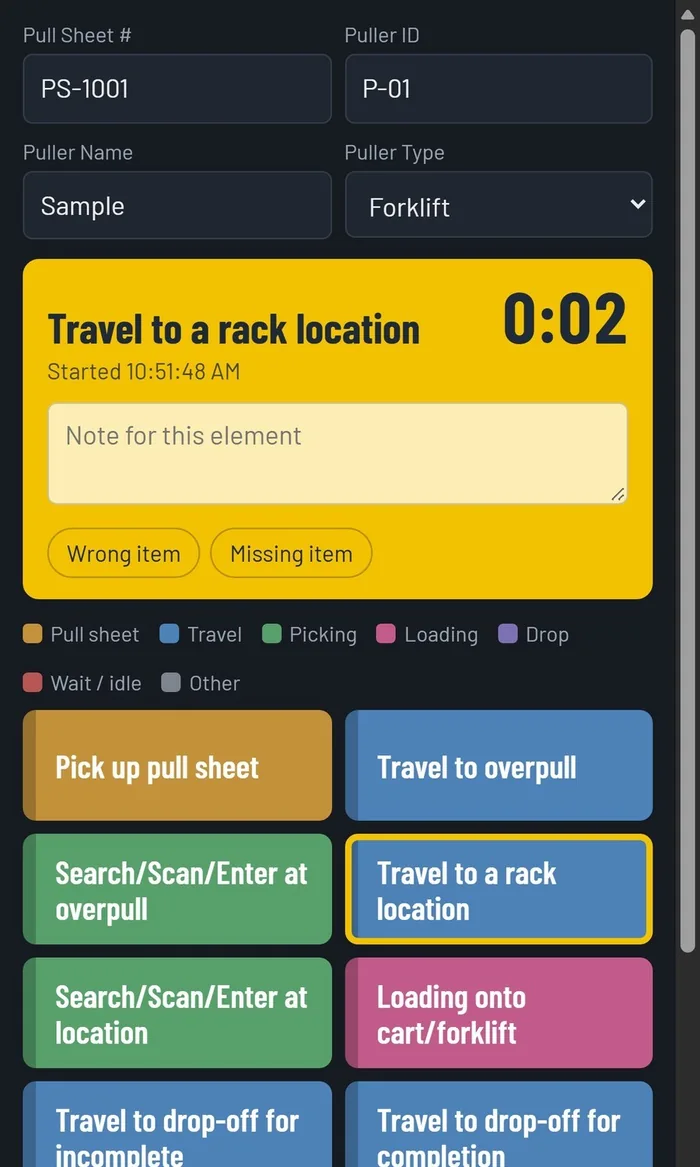 Pull Sheet #
Puller ID
PS-1001
P-01
Puller Name
Puller Type
Sample
Forklift
Travel to a rack location
0:02
Started 10:51:48 AM
Note for this element
Wrong item
Missing item
Pull sheet
Travel
Picking
Loading
Drop
Wait / idle
Other
Pick up pull sheet
Travel to overpull
Search/Scan/Enter at
overpull
Travel to a rack
location
Search/Scan/Enter at
location
Loading onto
cart/forklift
Travel to drop-off for
incomplete
Travel to drop-off for
completion